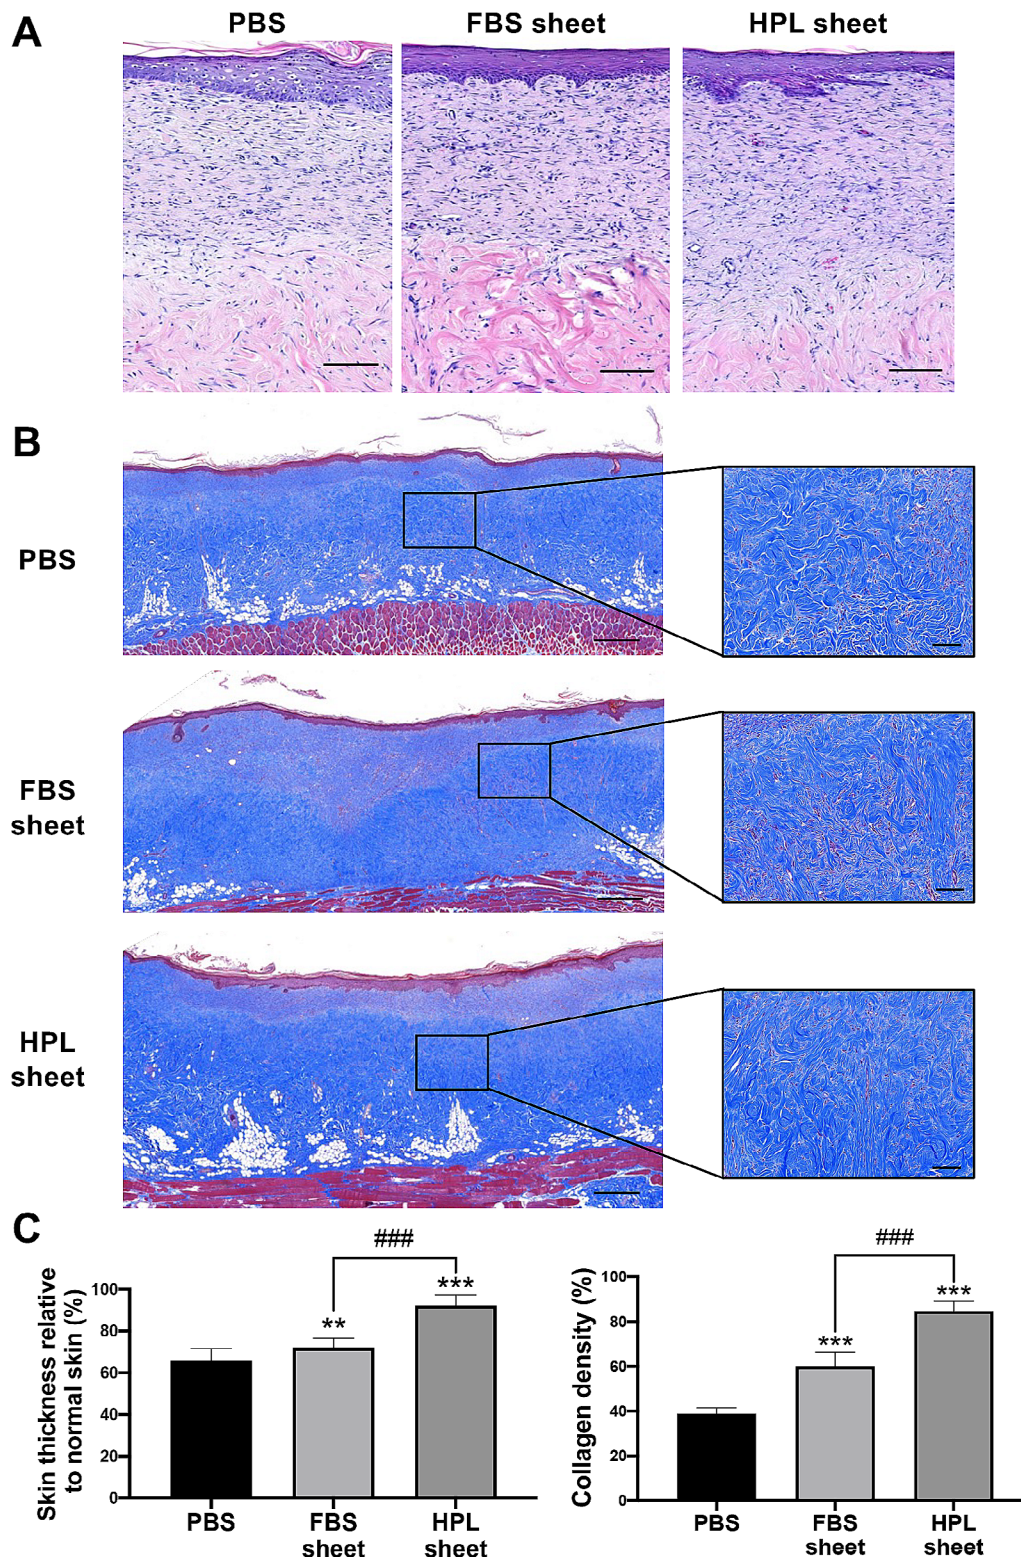 A
PBS
FBS sheet
HPL sheet
B
PBS
FBS
sheet
HPL
sheet
C
Skin thickness relative
to normal skin (%)
100
80
60
40
20
0
###
**
***
PBS
FBS
sheet
HPL
sheet
Collagen density (%)
100
80
60
40
20
0
###
***
***
PBS
FBS
sheet
HPL
sheet